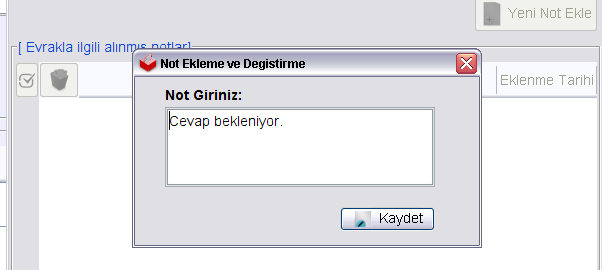 Yeni Not Ekle
[ Evrakla ilgili alınmış notlar]
Not Ekleme ve Degistirme
Eklenme Tarihi
Not Giriniz:
Cevap bekleniyor.
Kaydet